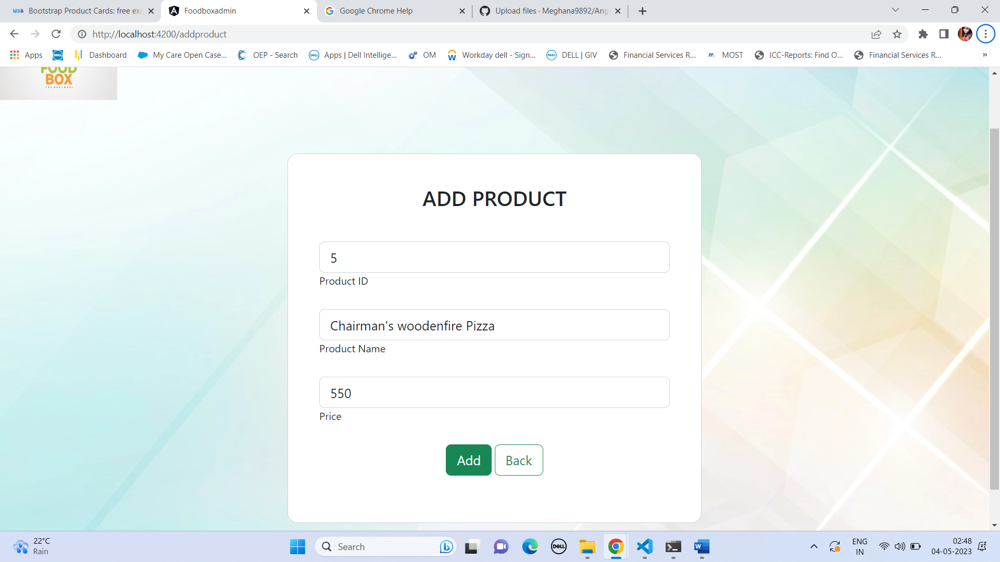 Bootstrap Product Cards: free exa
Foodboxadmin
Google Chrome Help
Upload files · Meghana9892/Ang
http://localhost:4200/addproduct
Apps
Dashboard
My Care Open Case...
OEP - Search
Apps | Dell Intellige...
OM
Workday dell - Sign...
DELL | GIV
Financial Services R...
MOST
ICC-Reports: Find O...
Financial Services R...
»
FOOD
BOX
ADD PRODUCT
5
Product ID
Chairman's woodenfire Pizza
Product Name
550
Price
Add
Back
22°C
Rain
Search
DELL
ENG
IN
02:48
04-05-2023